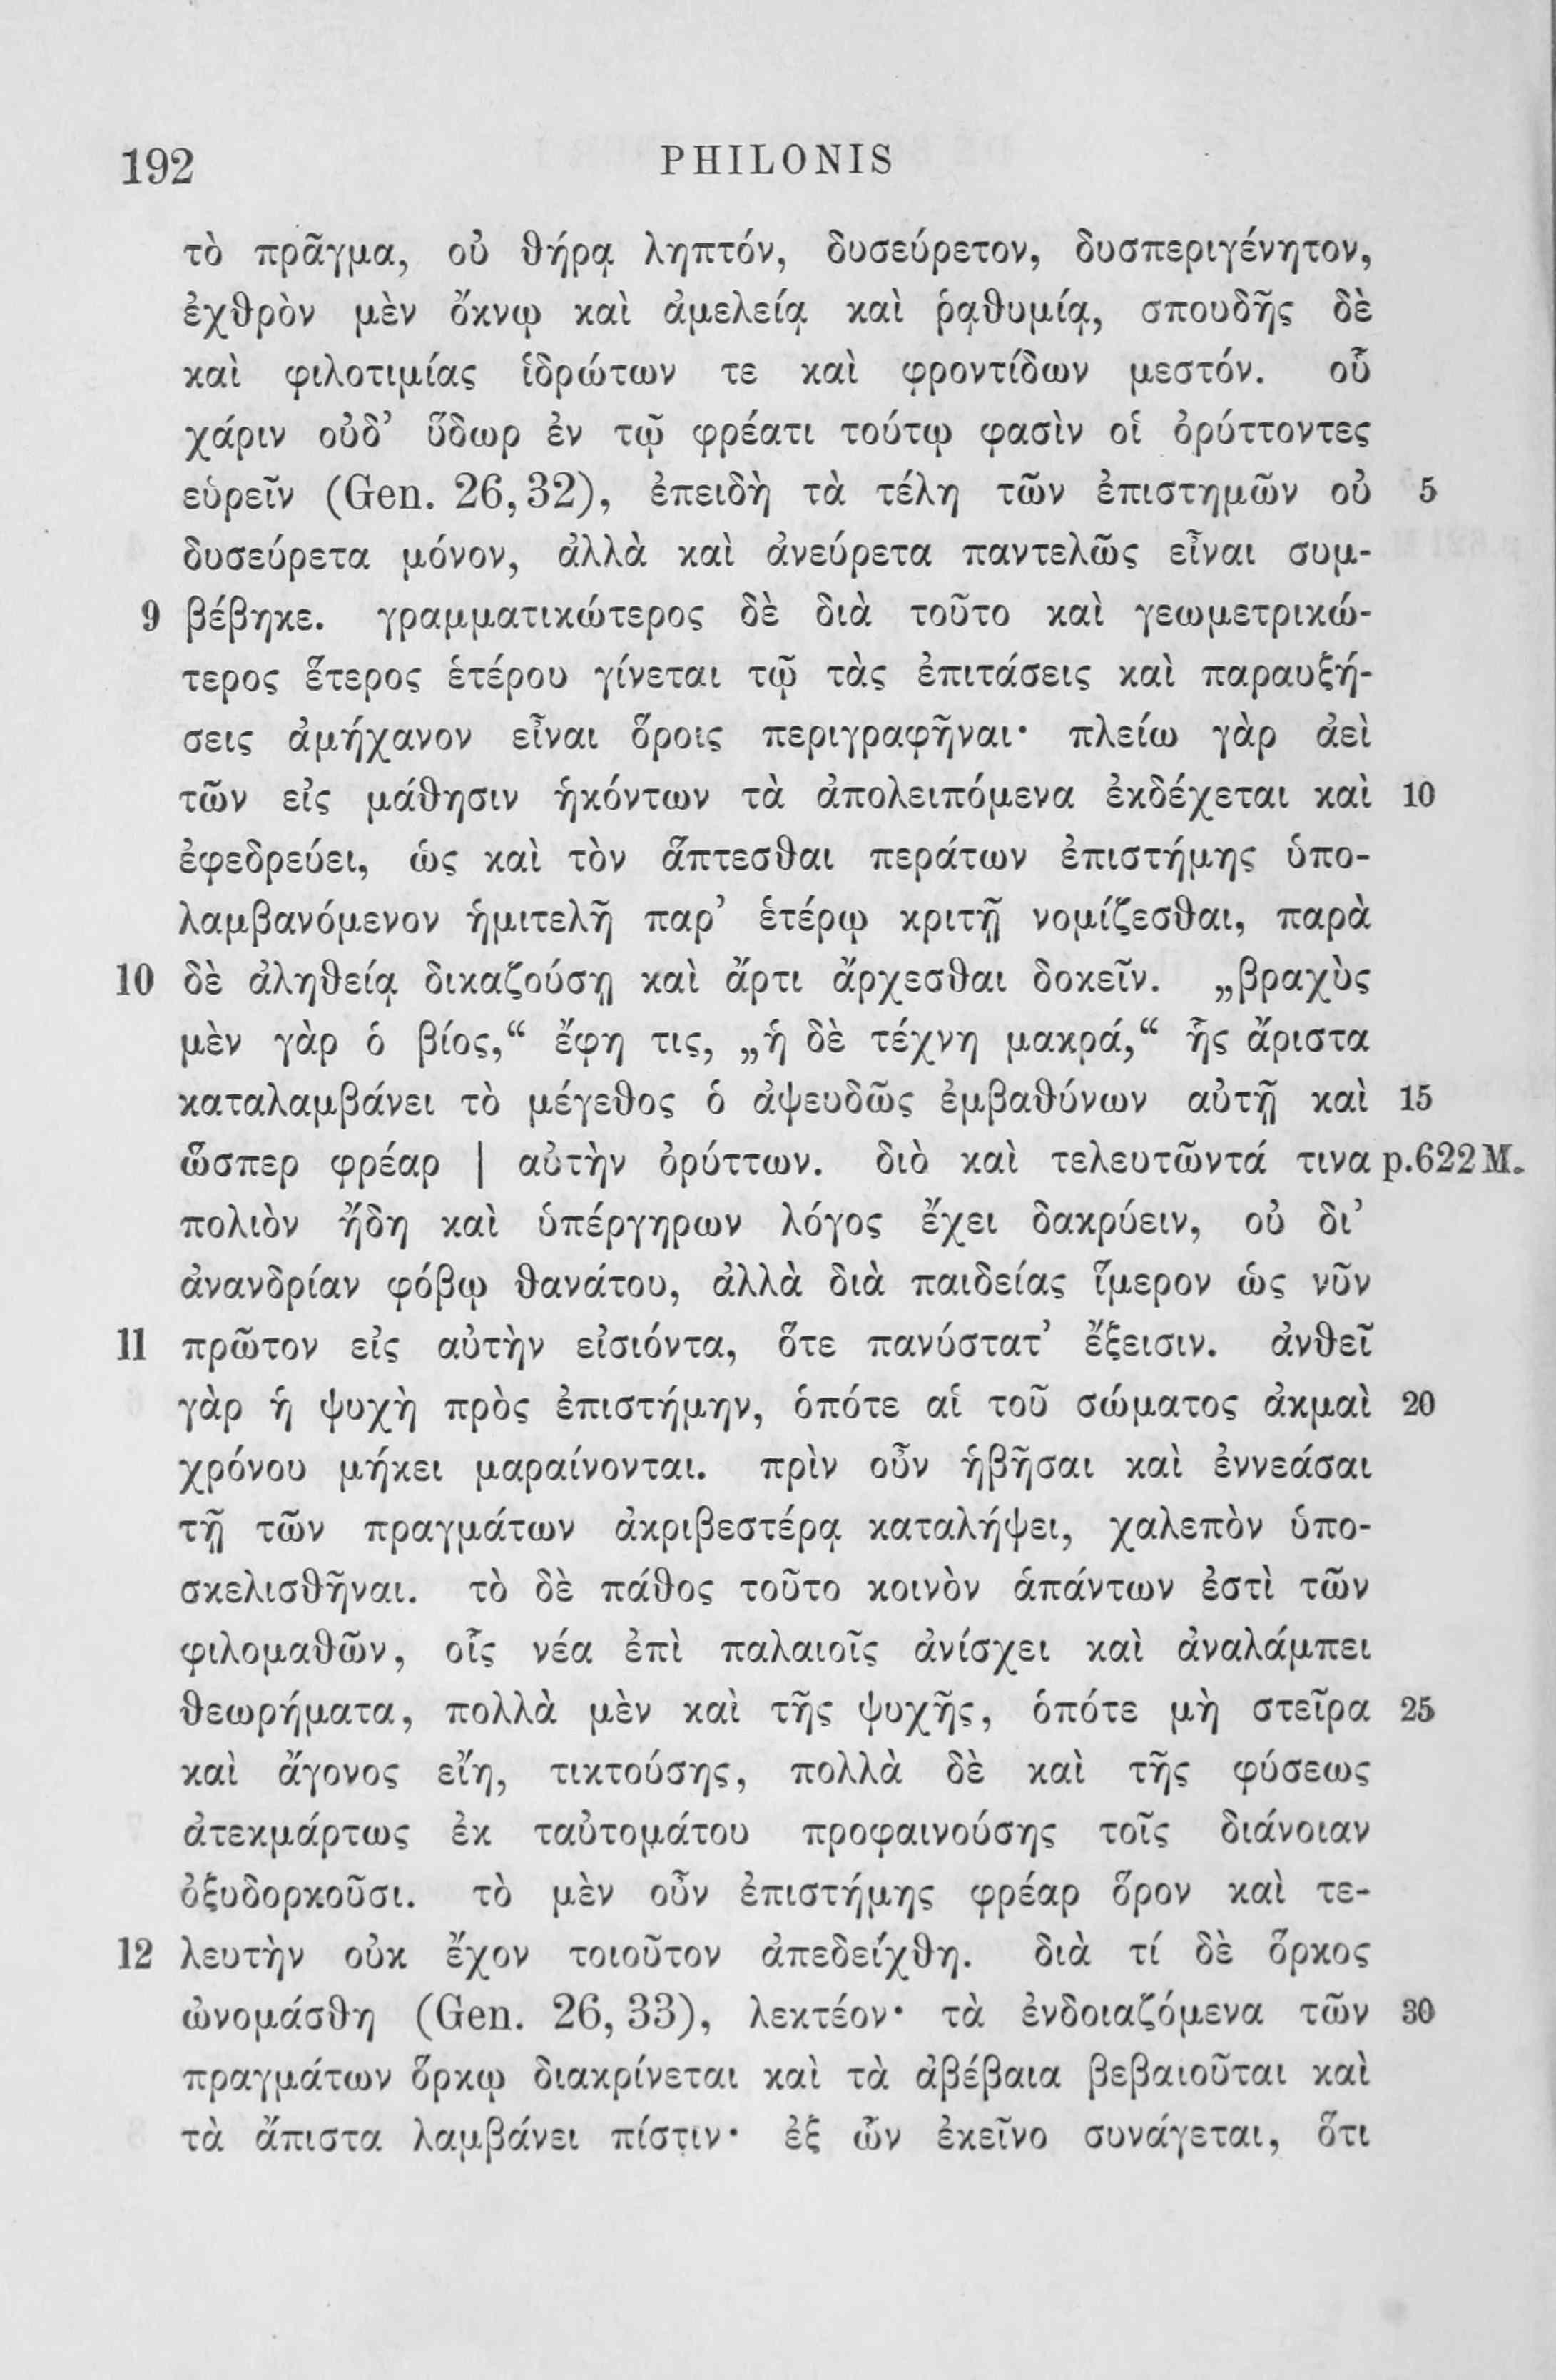 192 PHILONIS
τὸ πρᾶγμα, οὐ θήρᾳ ληπτόν, δυσεύρετον, δυσπεριγένητον,
ἐχθρὸν μὲν ὄκνῳ καὶ ἀμελείᾳ καὶ ῥᾳθυμίᾳ, σπουδῆς δὲ
καὶ φιλοτιμίας ἱδρώτων τε καὶ φροντίδων μεστόν. οὗ
χάριν οὐδ’ ὕδωρ ἐν τῷ φρέατι τούτῳ φασὶν οἱ ὀρύττοντες
εὑρεῖν (Gen. 26,32), ἐπειδὴ τὰ τέλη τῶν ἐπιστημῶν οὐ 5
δυσεύρετα μόνον, ἀλλὰ καὶ ἀνεύρετα παντελῶς εἶναι συμ-
9 βέβηκε. γραμματικώτερος δὲ διὰ τοῦτο καὶ γεωμετρικώ-
τερος ἕτερος ἑτέρου γίνεται τῷ τὰς ἐπιτάσεις καὶ παραυξή-
σεις ἀμήχανον εἶναι ὅροις περιγραφῆναι· πλείω γὰρ ἀεὶ
τῶν εἰς μάθησιν ἡκόντων τὰ ἀπολειπόμενα ἐκδέχεται καὶ 10
ἐφεδρεύει, ὡς καὶ τὸν ἅπτεσθαι περάτων ἐπιστήμης ὑπο-
λαμβανόμενον ἡμιτελῆ παρ’ ἑτέρῳ κριτῇ νομίζεσθαι, παρὰ
10 δὲ ἀληθείᾳ δικαζούσῃ καὶ ἄρτι ἄρχεσθαι δοκεῖν. „βραχὺς
μὲν γὰρ ὁ βίος,“ ἔφη τις, „ἡ δὲ τέχνη μακρά,“ ἧς ἄριστα
καταλαμβάνει τὸ μέγεθος ὁ ἀψευδῶς ἐμβαθύνων αὐτῇ καὶ 15
ὥσπερ φρέαρ | αὐτὴν ὀρύττων. διὸ καὶ τελευτῶντά τινα p.622 M.
πολιὸν ἤδη καὶ ὑπέργηρων λόγος ἔχει δακρύειν, οὐ δι’
ἀνανδρίαν φόβῳ θανάτου, ἀλλὰ διὰ παιδείας ἵμερον ὡς νῦν
11 πρῶτον εἰς αὐτὴν εἰσιόντα, ὅτε πανύστατ’ ἔξεισιν. ἀνθεῖ
γὰρ ἡ ψυχὴ πρὸς ἐπιστήμην, ὁπότε αἱ τοῦ σώματος ἀκμαὶ 20
χρόνου μήκει μαραίνονται. πρὶν οὖν ἡβῆσαι καὶ ἐννεάσαι
τῇ τῶν πραγμάτων ἀκριβεστέρᾳ καταλήψει, χαλεπὸν ὑπο-
σκελισθῆναι. τὸ δὲ πάθος τοῦτο κοινὸν ἁπάντων ἐστὶ τῶν
φιλομαθῶν, οἷς νέα ἐπὶ παλαιοῖς ἀνίσχει καὶ ἀναλάμπει
θεωρήματα, πολλὰ μὲν καὶ τῆς ψυχῆς, ὁπότε μὴ στεῖρα 25
καὶ ἄγονος εἴη, τικτούσης, πολλὰ δὲ καὶ τῆς φύσεως
ἀτεκμάρτως ἐκ ταὐτομάτου προφαινούσης τοῖς διάνοιαν
ὀξυδορκοῦσι. τὸ μὲν οὖν ἐπιστήμης φρέαρ ὅρον καὶ τε-
12 λευτὴν οὐκ ἔχον τοιοῦτον ἀπεδείχθη. διὰ τί δὲ ὅρκος
ὠνομάσθη (Gen. 26,33), λεκτέον· τὰ ἐνδοιαζόμενα τῶν 30
πραγμάτων ὅρκῳ διακρίνεται καὶ τὰ ἀβέβαια βεβαιοῦται καὶ
τὰ ἄπιστα λαμβάνει πίστιν· ἐξ ὧν ἐκεῖνο συνάγεται, ὅτι